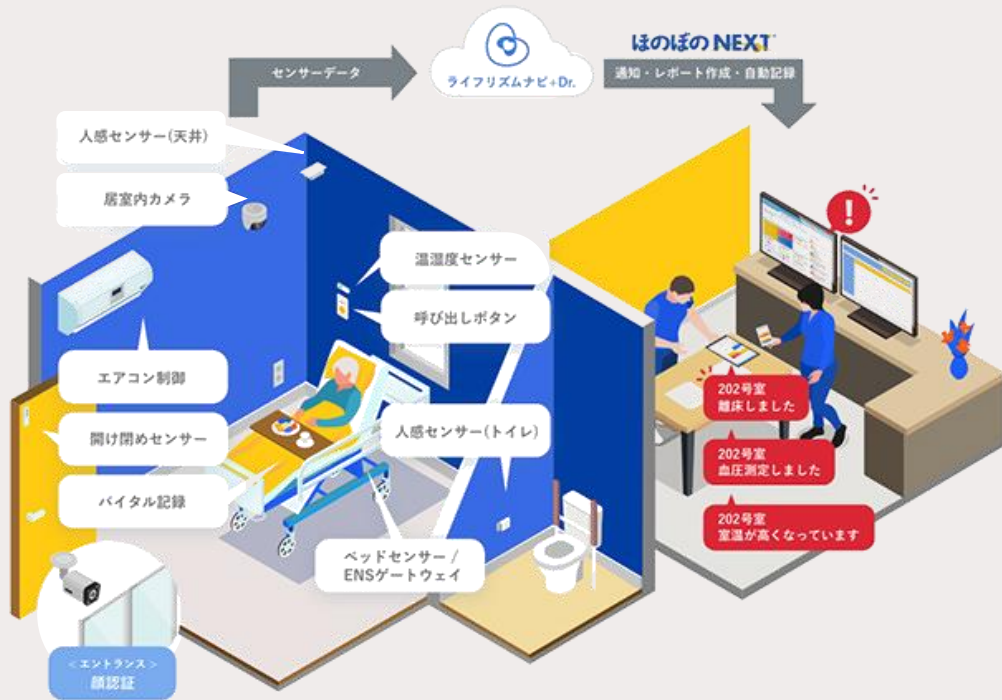 センサーデータ
ライフリズムナビ+Dr.
ほのぼの NEXT
通知・レポート作成・自動記録
人感センサー(天井)
居室内カメラ
温湿度センサー
呼び出しボタン
エアコン制御
開け閉めセンサー
バイタル記録
人感センサー(トイレ)
ベッドセンサー /
ENSゲートウェイ
<エントランス>
顔認証
!
202号室
離床しました
202号室
血圧測定しました
202号室
室温が高くなっています